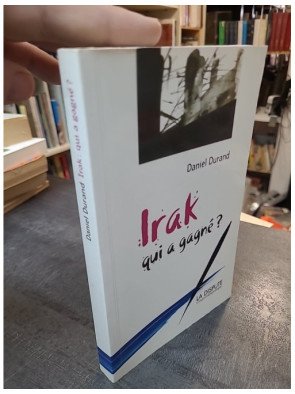 Daniel Durand
Irak
qui a gagné ?
LA DISPUTE
Daniel Durand Irak qui a gagné ?